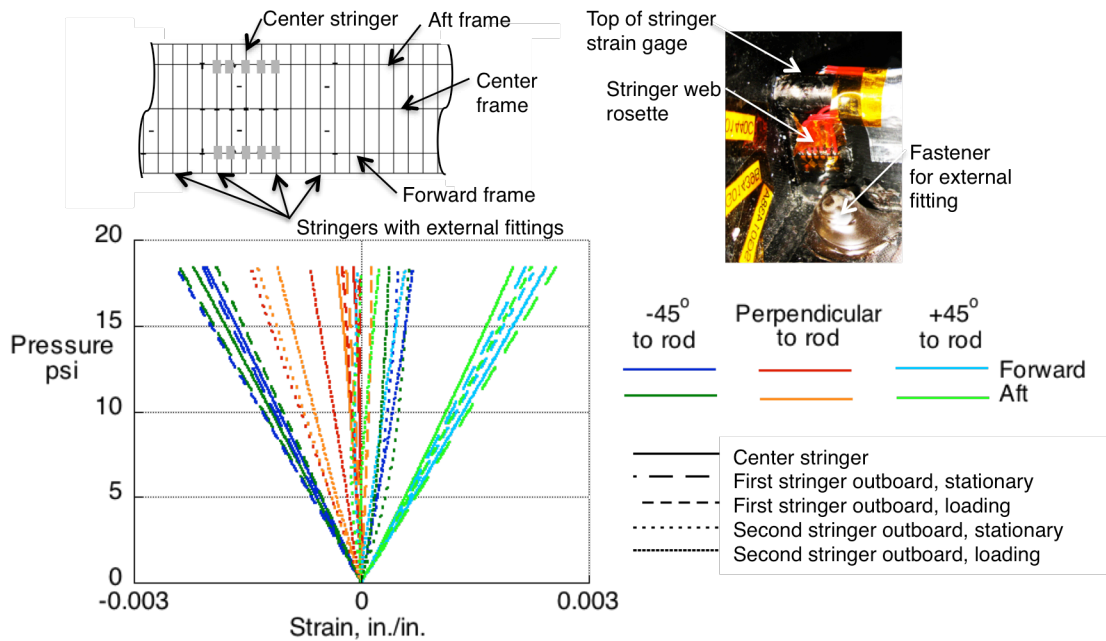 Center stringer
Aft frame
Center
frame
Forward frame
Stringers with external fittings
Top of stringer
strain gage
Stringer web
rosette
Fastener
for external
fitting
20
15
Pressure
psi
10
5
0
-0.003
0
0.003
Strain, in./in.
-45o
to rod
Perpendicular
to rod
+45o
to rod
Forward
Aft
Center stringer
First stringer outboard, stationary
First stringer outboard, loading
Second stringer outboard, stationary
Second stringer outboard, loading